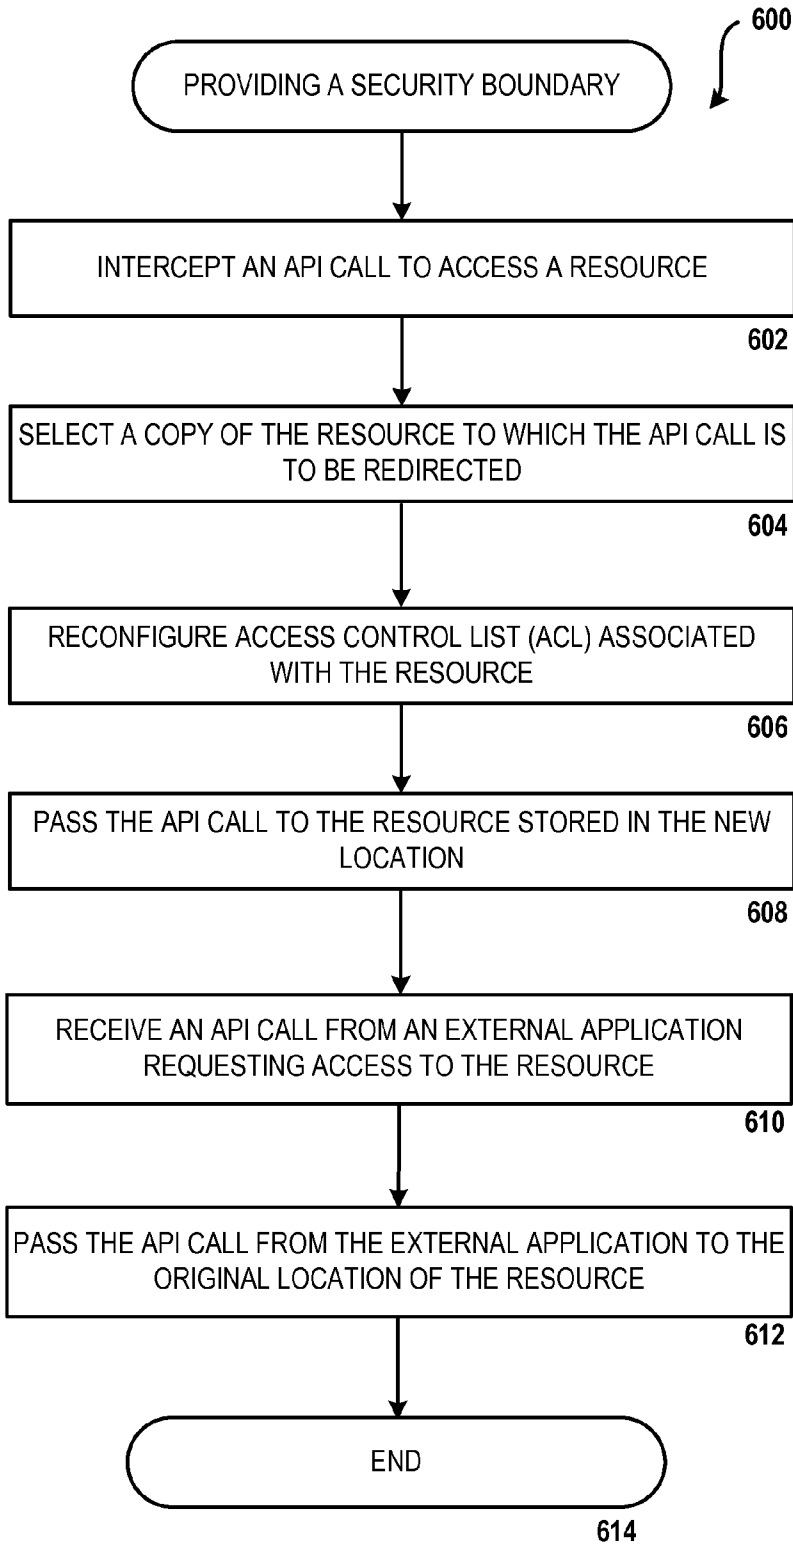 600
PROVIDING A SECURITY BOUNDARY
INTERCEPT AN API CALL TO ACCESS A RESOURCE
602
SELECT A COPY OF THE RESOURCE TO WHICH THE API CALL IS
TO BE REDIRECTED
604
RECONFIGURE ACCESS CONTROL LIST (ACL) ASSOCIATED
WITH THE RESOURCE
606
PASS THE API CALL TO THE RESOURCE STORED IN THE NEW
LOCATION
608
RECEIVE AN API CALL FROM AN EXTERNAL APPLICATION
REQUESTING ACCESS TO THE RESOURCE
610
PASS THE API CALL FROM THE EXTERNAL APPLICATION TO THE
ORIGINAL LOCATION OF THE RESOURCE
612
END
614